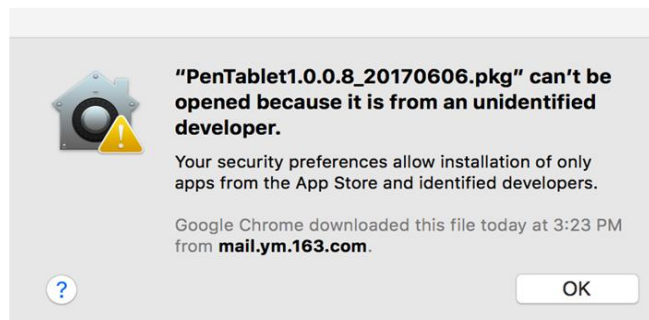 “PenTablet1.0.0.8_20170606.pkg” can’t be
opened because it is from an unidentified
developer.
Your security preferences allow installation of only
apps from the App Store and identified developers.
Google Chrome downloaded this file today at 3:23 PM
from mail.ym.163.com.
?
OK